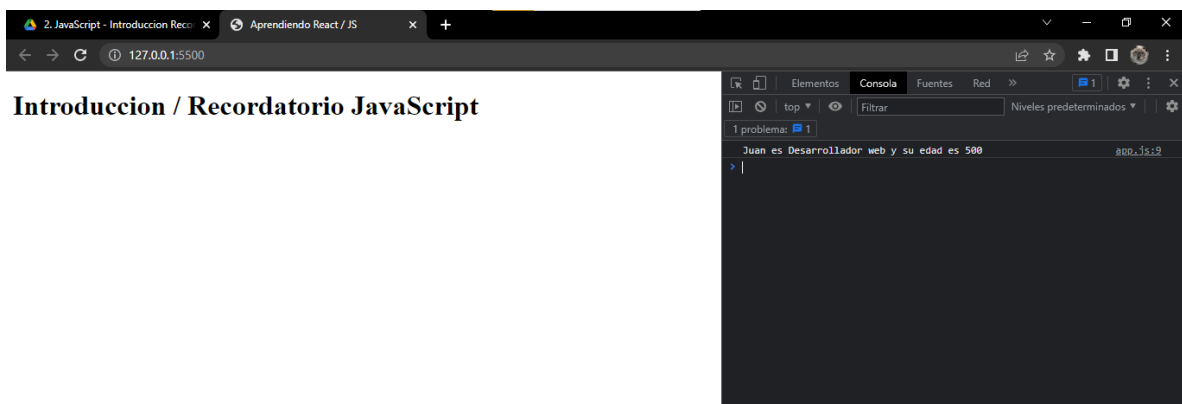 2. JavaScript - Introduccion Reco
Aprendiendo React / JS
127.0.0.1:5500
Introduccion / Recordatorio JavaScript
Elementos Consola Fuentes Red »
1
top ▼ Filtrar Niveles predeterminados ▼
1 problema: 1
Juan es Desarrollador web y su edad es 500 app.js:9
>